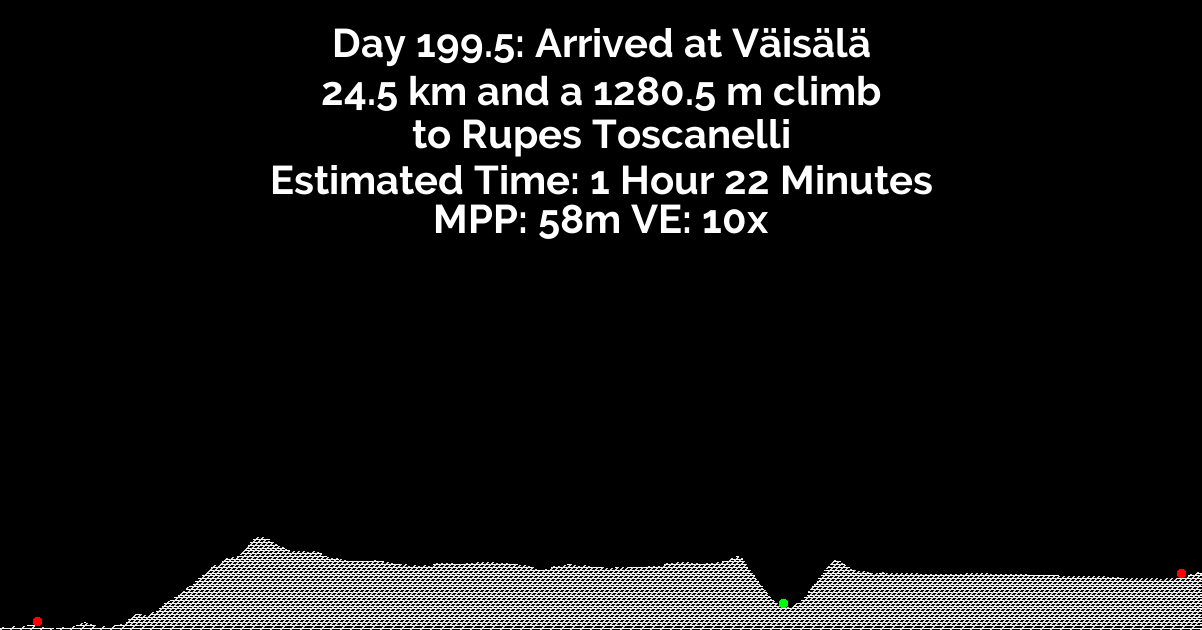 Day 199.5: Arrived at Väisälä
24.5 km and a 1280.5 m climb
to Rupes Toscanelli
Estimated Time: 1 Hour 22 Minutes
MPP: 58m VE: 10x